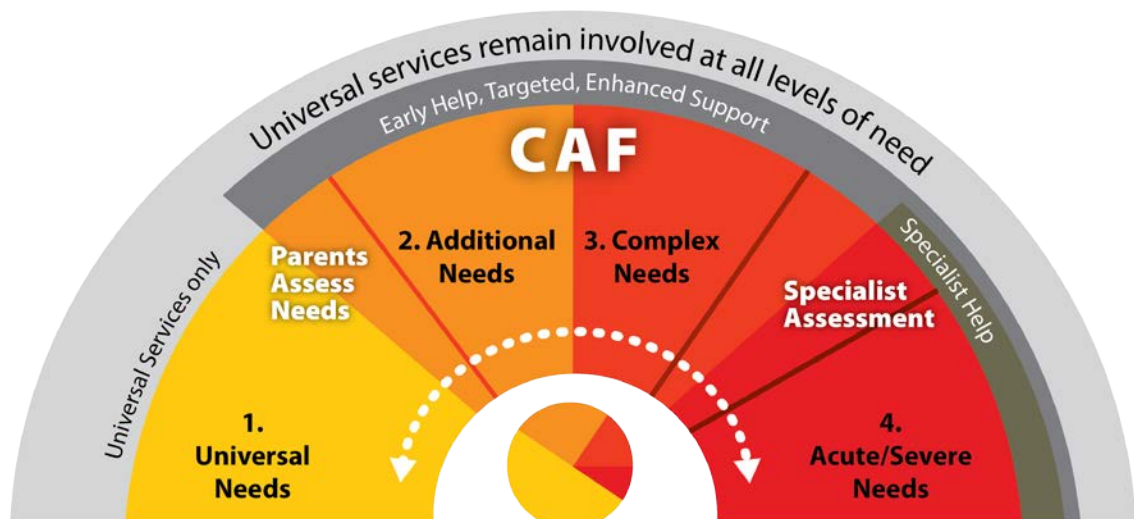 Universal services remain involved at all levels of need
Early Help, Targeted, Enhanced Support
CAF
Universal Services only
Parents
Assess
Needs
2. Additional
Needs
3. Complex
Needs
Specialist
Assessment
Specialist Help
1.
Universal
Needs
4.
Acute/Severe
Needs